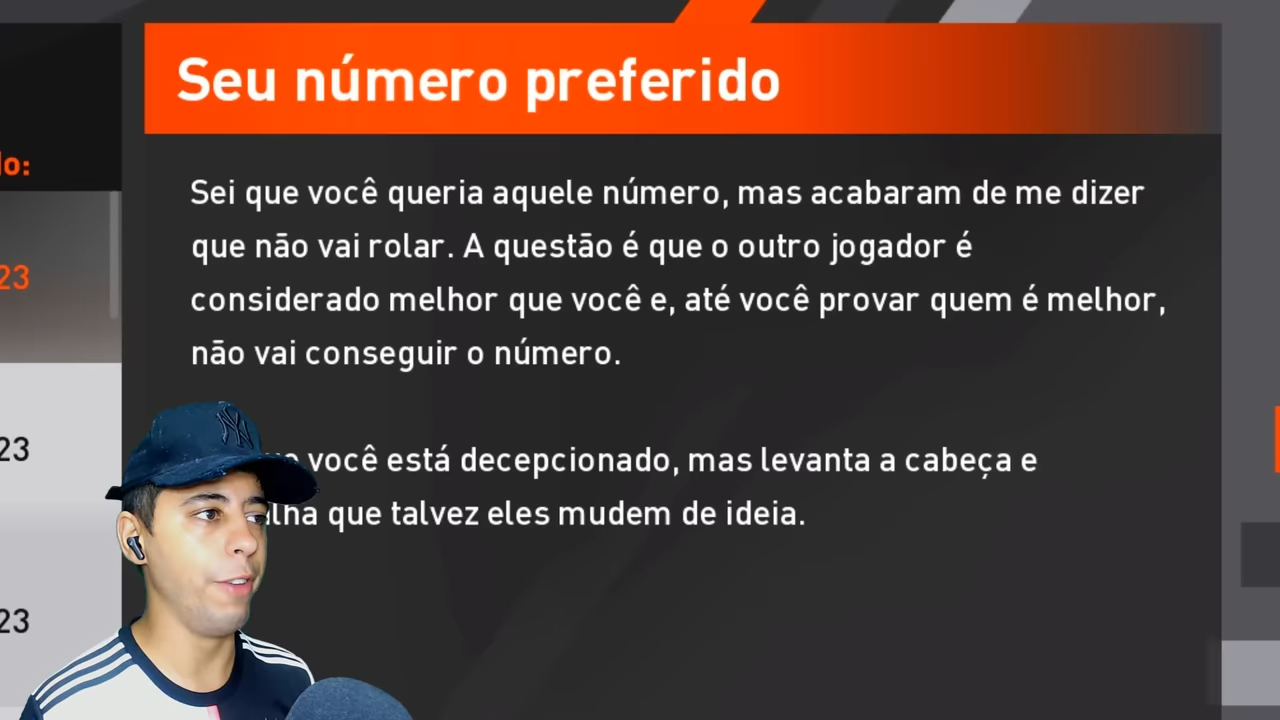 Seu número preferido
do:
Sei que você queria aquele número, mas acabaram de me dizer
que não vai rolar. A questão é que o outro jogador é
23
considerado melhor que você e, até você provar quem é melhor,
não vai conseguir o número.
23
você está decepcionado, mas levanta a cabeça e
que talvez eles mudem de ideia.
23
NY